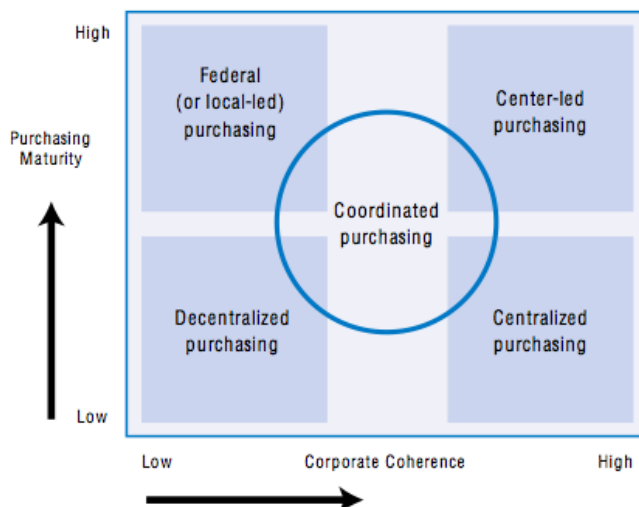 High
Federal
(or local-led)
purchasing
Center-led
purchasing
Purchasing
Maturity
Coordinated
purchasing
Decentralized
purchasing
Centralized
purchasing
Low
Low
Corporate Coherence
High